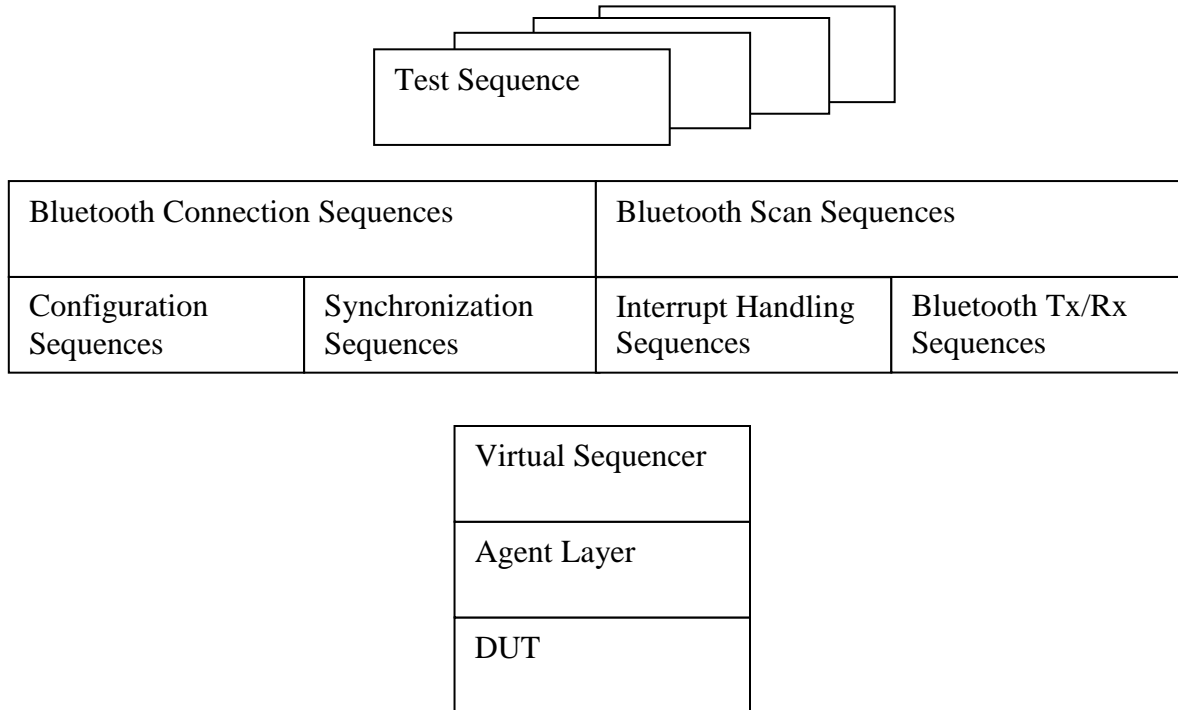 Test Sequence
Bluetooth Connection Sequences
Bluetooth Scan Sequences
Configuration
Sequences
Synchronization
Sequences
Interrupt Handling
Sequences
Bluetooth Tx/Rx
Sequences
Virtual Sequencer
Agent Layer
DUT